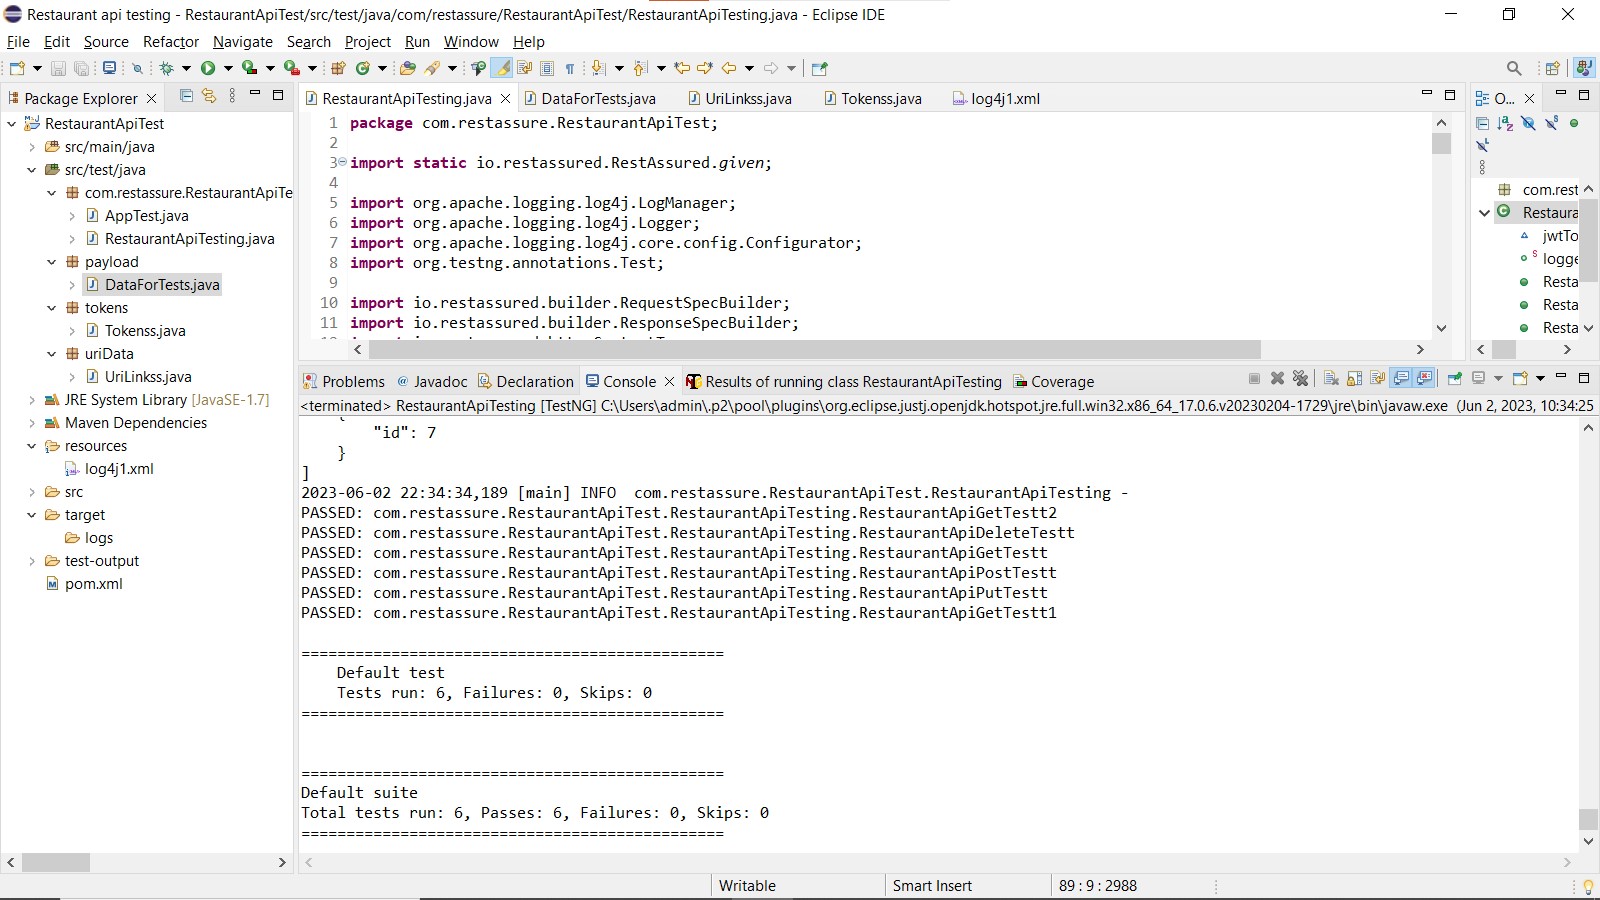 Restaurant api testing - RestaurantApiTest/src/test/java/com/restassure/RestaurantApiTest/RestaurantApiTesting.java - Eclipse IDE
File Edit Source Refactor Navigate Search Project Run Window Help
Package Explorer
RestaurantApiTest
src/main/java
src/test/java
com.restassure.RestaurantApiTe
AppTest.java
RestaurantApiTesting.java
payload
DataForTests.java
tokens
Tokenss.java
uriData
UriLinkss.java
JRE System Library [JavaSE-1.7]
Maven Dependencies
resources
log4j1.xml
src
target
logs
test-output
pom.xml
RestaurantApiTesting.java DataForTests.java UriLinkss.java Tokenss.java log4j1.xml
1 package com.restassure.RestaurantApiTest;
2
3 import static io.restassured.RestAssured.given;
4
5 import org.apache.logging.log4j.LogManager;
6 import org.apache.logging.log4j.Logger;
7 import org.apache.logging.log4j.core.config.Configurator;
8 import org.testng.annotations.Test;
9
10 import io.restassured.builder.RequestSpecBuilder;
11 import io.restassured.builder.ResponseSpecBuilder;
O...
com.rest
Restaura
jwtTo
logge
Resta
Resta
Resta
Problems Javadoc Declaration Console Results of running class RestaurantApiTesting Coverage
<terminated> RestaurantApiTesting [TestNG] C:\Users\admin\.p2\pool\plugins\org.eclipse.justj.openjdk.hotspot.jre.full.win32.x86_64_17.0.6.v20230204-1729\jre\bin\javaw.exe (Jun 2, 2023, 10:34:25
{
"id": 7
}
]
2023-06-02 22:34:34,189 [main] INFO  com.restassure.RestaurantApiTest.RestaurantApiTesting -
PASSED: com.restassure.RestaurantApiTest.RestaurantApiTesting.RestaurantApiGetTestt2
PASSED: com.restassure.RestaurantApiTest.RestaurantApiTesting.RestaurantApiDeleteTestt
PASSED: com.restassure.RestaurantApiTest.RestaurantApiTesting.RestaurantApiGetTestt
PASSED: com.restassure.RestaurantApiTest.RestaurantApiTesting.RestaurantApiPostTestt
PASSED: com.restassure.RestaurantApiTest.RestaurantApiTesting.RestaurantApiPutTestt
PASSED: com.restassure.RestaurantApiTest.RestaurantApiTesting.RestaurantApiGetTestt1
===============================================
Default test
Tests run: 6, Failures: 0, Skips: 0
===============================================
===============================================
Default suite
Total tests run: 6, Passes: 6, Failures: 0, Skips: 0
===============================================
Writable Smart Insert 89 : 9 : 2988